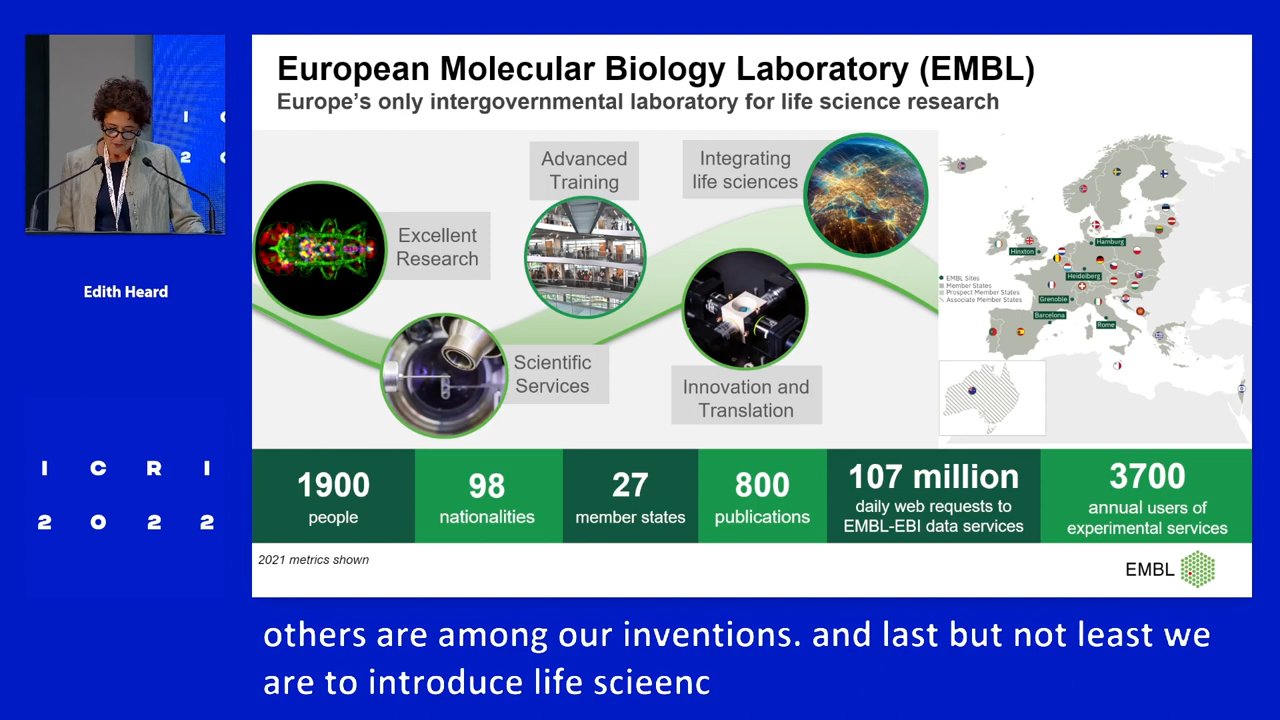 European Molecular Biology Laboratory (EMBL)
Europe's only intergovernmental laboratory for life science research
Excellent
Research
Advanced
Training
Integrating
life sciences
Scientific
Services
Innovation and
Translation
Hamburg
Hinxton
Heidelberg
Grenoble
Barcelona
Rome
EMBL Sites
Member States
Prospect Member States
Associate Member States
1900
people
98
nationalities
27
member states
800
publications
107 million
daily web requests to
EMBL-EBI data services
3700
annual users of
experimental services
2021 metrics shown
EMBL
I C
2 0
Edith Heard
I C R I
2 0 2 2
others are among our inventions. and last but not least we
are to introduce life scieenc